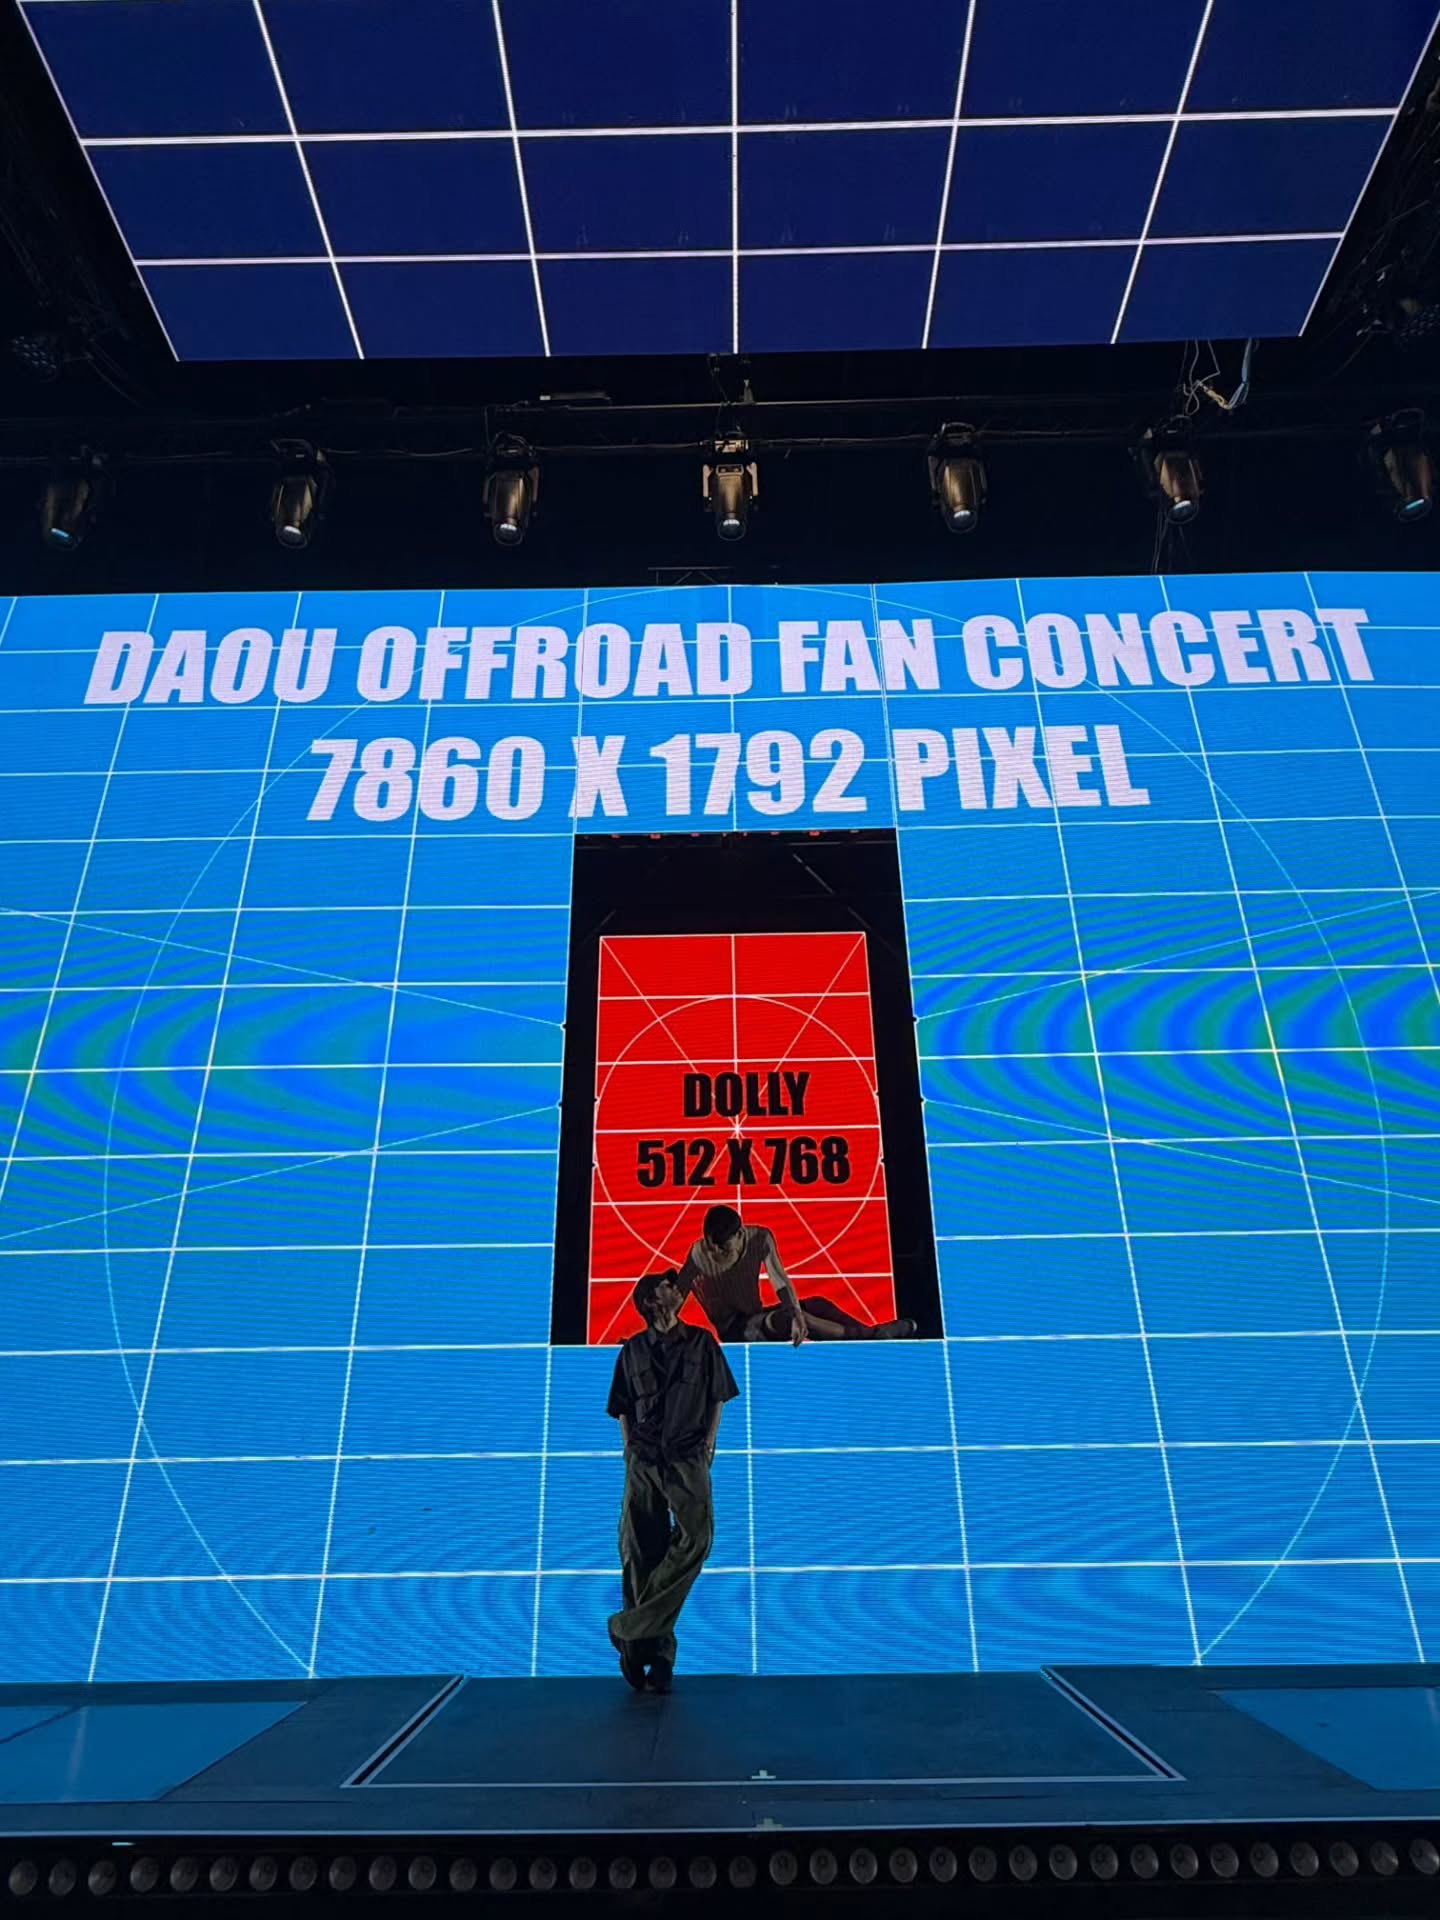 DAOU OFFROAD FAN CONCERT
7860 X 1792 PIXEL
DOLLY
512 X 768